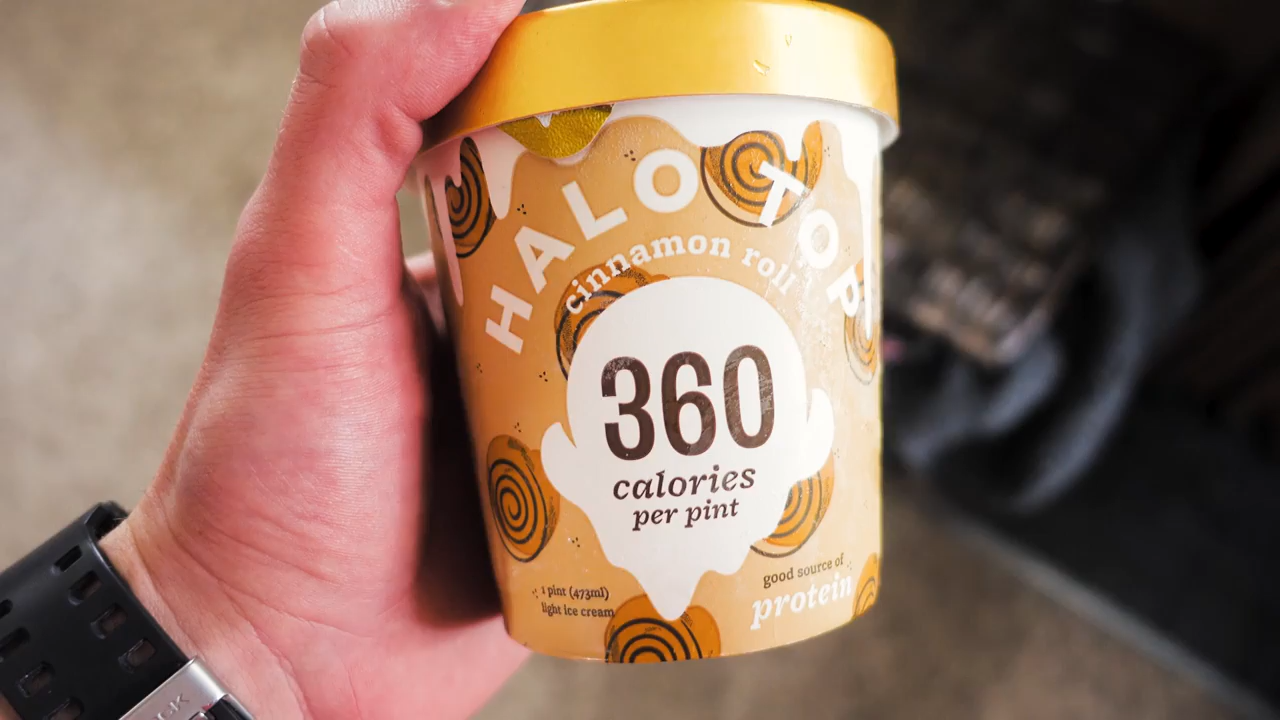 HALO TOP
cinnamon roll
360
calories
per pint
1 pint (473ml)
light ice cream
good source of
protein